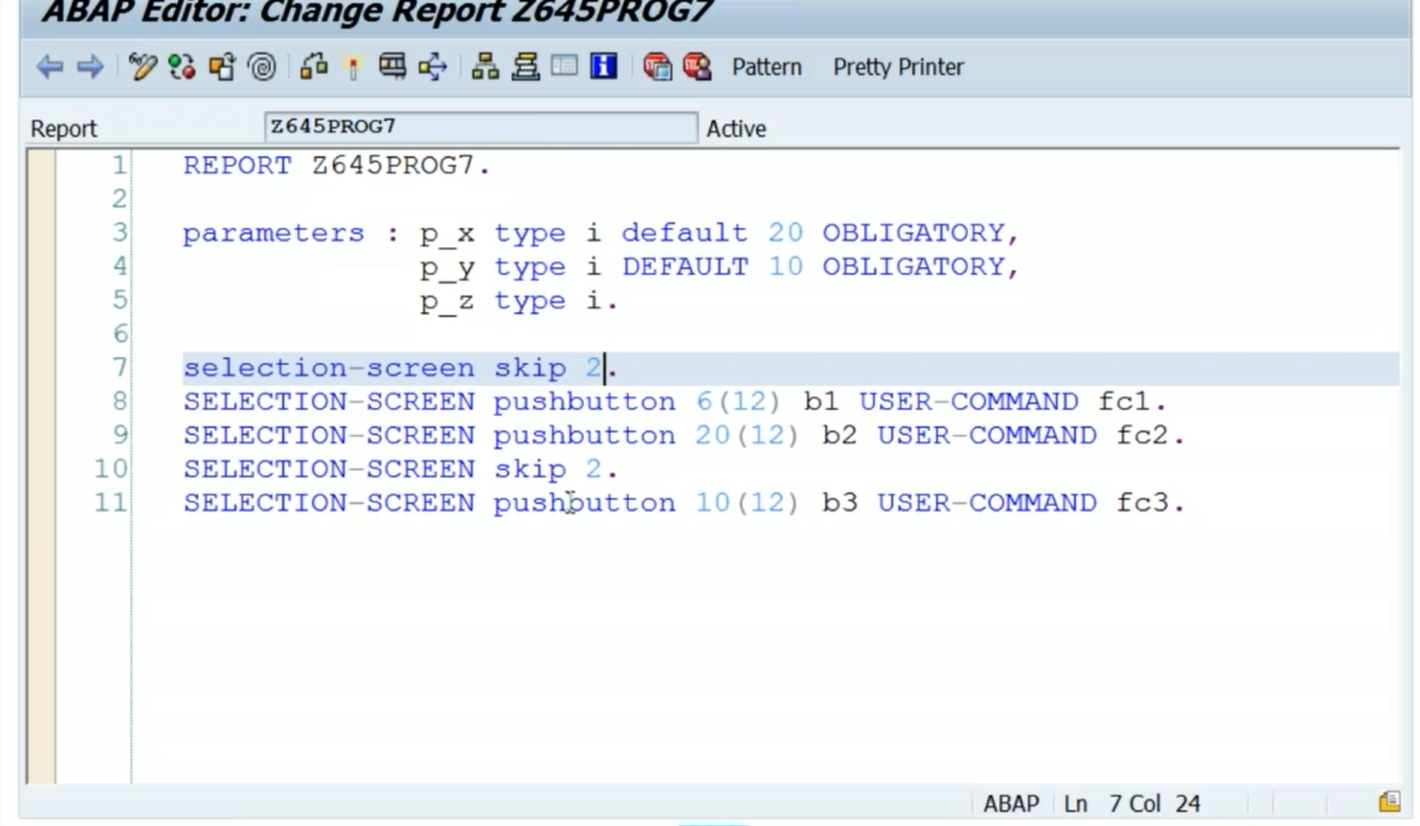 ABAP Editor: Change Report Z645PROG7
Pattern Pretty Printer
Report Z645PROG7 Active
1 REPORT Z645PROG7.
2
3 parameters : p_x type i default 20 OBLIGATORY,
4 p_y type i DEFAULT 10 OBLIGATORY,
5 p_z type i.
6
7 selection-screen skip 2.
8 SELECTION-SCREEN pushbutton 6(12) b1 USER-COMMAND fc1.
9 SELECTION-SCREEN pushbutton 20(12) b2 USER-COMMAND fc2.
10 SELECTION-SCREEN skip 2.
11 SELECTION-SCREEN pushbutton 10(12) b3 USER-COMMAND fc3.
ABAP Ln 7 Col 24